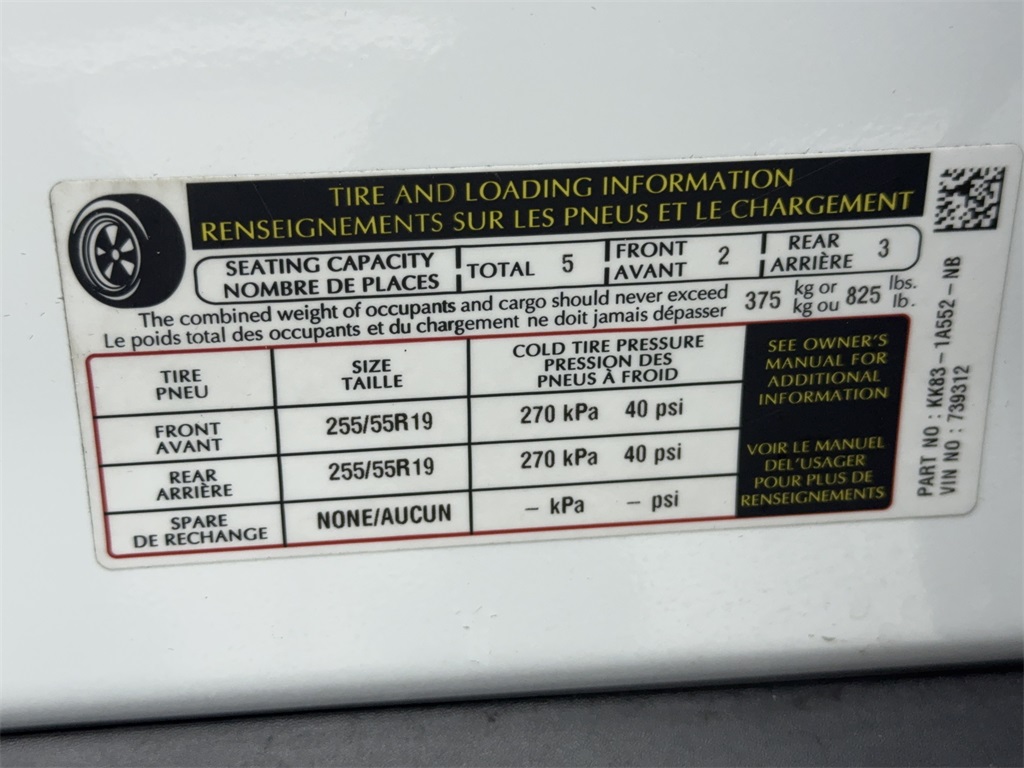 TIRE AND LOADING INFORMATION
RENSEIGNEMENTS SUR LES PNEUS ET LE CHARGEMENT
SEATING CAPACITY
NOMBRE DE PLACES
TOTAL 5
FRONT
AVANT
2
REAR
ARRIÈRE
3
The combined weight of occupants and cargo should never exceed
Le poids total des occupants et du chargement ne doit jamais dépasser
375 kg or 825 lbs.
kg ou lb.
TIRE
PNEU
SIZE
TAILLE
COLD TIRE PRESSURE
PRESSION DES
PNEUS À FROID
FRONT
AVANT
255/55R19
270 kPa 40 psi
REAR
ARRIÈRE
255/55R19
270 kPa 40 psi
SPARE
DE RECHANGE
NONE/AUCUN
– kPa – psi
SEE OWNER'S
MANUAL FOR
ADDITIONAL
INFORMATION
VOIR LE MANUEL
DEL'USAGER
POUR PLUS DE
RENSEIGNEMENTS
PART NO : KK83-1A552-NB
VIN NO : 739312